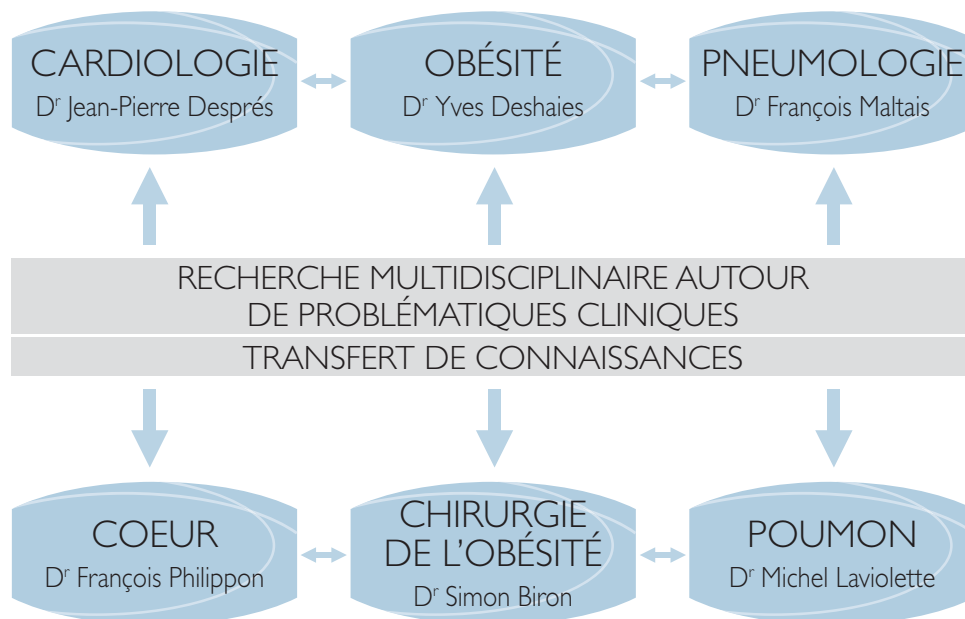 CARDIOLOGIE
Dr Jean-Pierre Després
OBÉSITÉ
Dr Yves Deshaies
PNEUMOLOGIE
Dr François Maltais
RECHERCHE MULTIDISCIPLINAIRE AUTOUR
DE PROBLÉMATIQUES CLINIQUES
TRANSFERT DE CONNAISSANCES
COEUR
Dr François Philippon
CHIRURGIE
DE L'OBÉSITÉ
Dr Simon Biron
POUMON
Dr Michel Laviolette